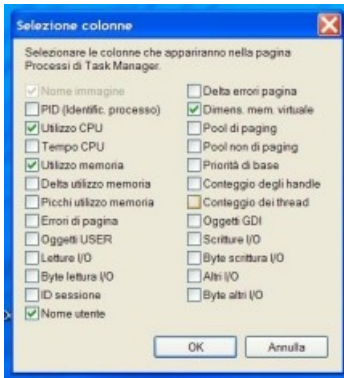 Selezione colonne
Selezionare le colonne che appariranno nella pagina
Processi di Task Manager.
Nome immagine
PID (Identific. processo)
Utilizzo CPU
Tempo CPU
Utilizzo memoria
Delta utilizzo memoria
Picchi utilizzo memoria
Errori di pagina
Oggetti USER
Letture I/O
Byte lettura I/O
ID sessione
Nome utente
Delta errori pagina
Dimens. mem. virtuale
Pool di paging
Pool non di paging
Priorità di base
Conteggio degli handle
Conteggio dei thread
Oggetti GDI
Scritture I/O
Byte scrittura I/O
Altri I/O
Byte altri I/O
OK
Annulla